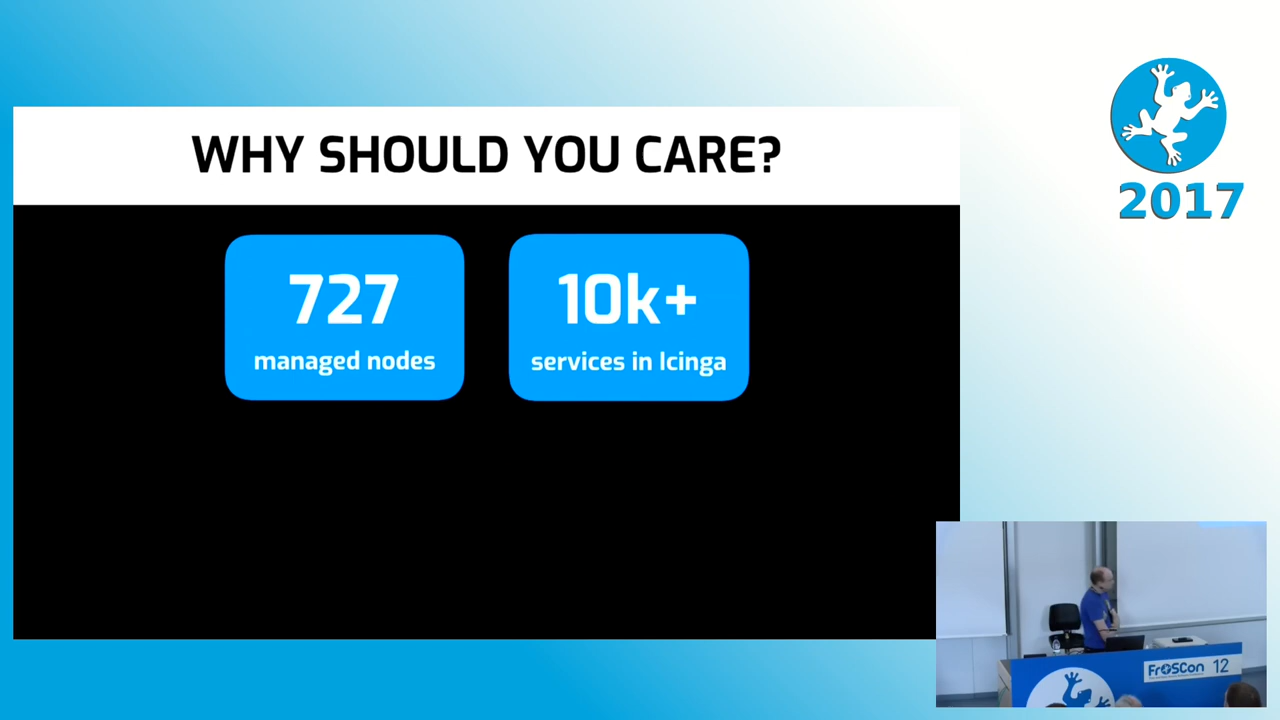 WHY SHOULD YOU CARE?
2017
727
managed nodes
10k+
services in Icinga
FrOSCon 12